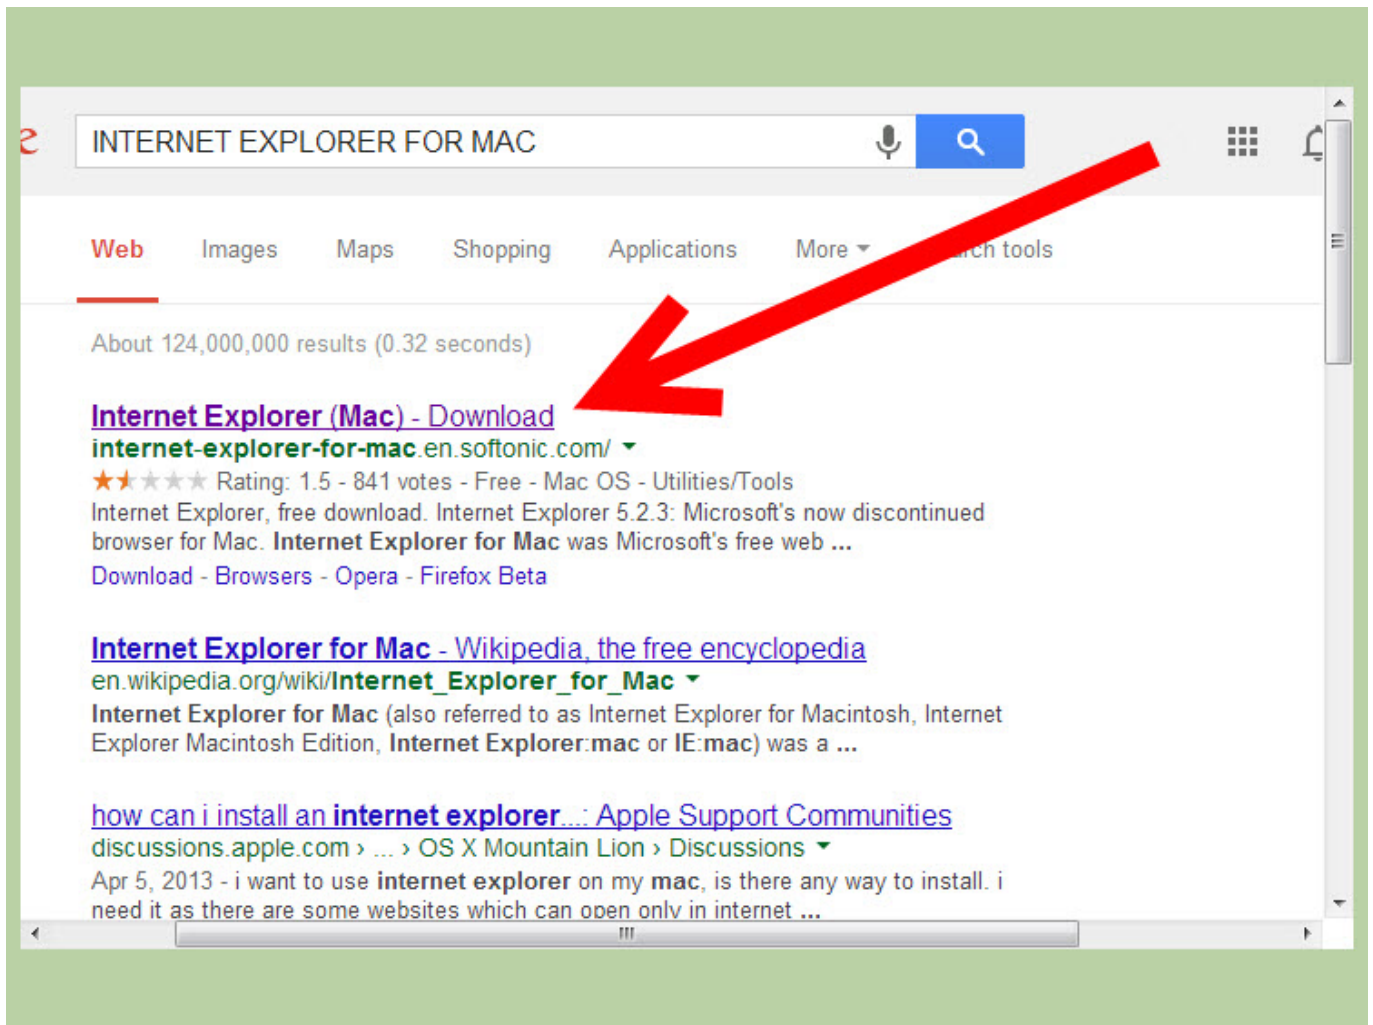 e INTERNET EXPLORER FOR MAC
Web Images Maps Shopping Applications More tools
About 124,000,000 results (0.32 seconds)
Internet Explorer (Mac) - Download
internet-explorer-for-mac.en.softonic.com/
Rating: 1.5 - 841 votes - Free - Mac OS - Utilities/Tools
Internet Explorer, free download. Internet Explorer 5.2.3: Microsoft's now discontinued
browser for Mac. Internet Explorer for Mac was Microsoft's free web ...
Download - Browsers - Opera - Firefox Beta
Internet Explorer for Mac - Wikipedia, the free encyclopedia
en.wikipedia.org/wiki/Internet_Explorer_for_Mac
Internet Explorer for Mac (also referred to as Internet Explorer for Macintosh, Internet
Explorer Macintosh Edition, Internet Explorer:mac or IE:mac) was a ...
how can i install an internet explorer...: Apple Support Communities
discussions.apple.com › ... › OS X Mountain Lion › Discussions
Apr 5, 2013 - i want to use internet explorer on my mac, is there any way to install. i
need it as there are some websites which can open only in internet ...